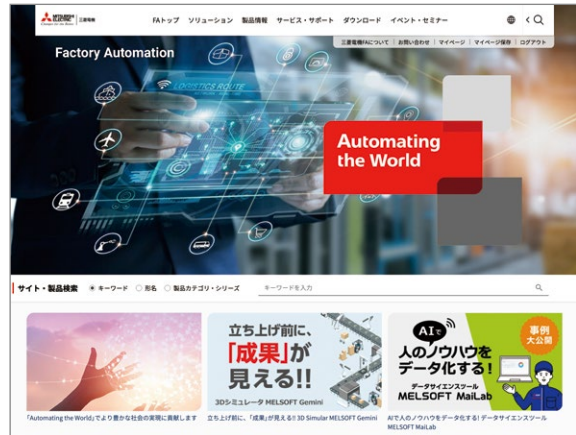 MITSUBISHI ELECTRIC
Changes for the Better
三菱電機
FAトップ ソリューション 製品情報 サービス・サポート ダウンロード イベント・セミナー
三菱電機FAについて お問い合わせ マイページ マイページ保存 ログアウト
Factory Automation
LOGISTICS ROUTE
Automating
the World
サイト・製品検索 キーワード 形名 製品カテゴリ・シリーズ キーワードを入力
立ち上げ前に、
「成果」が
見える!!
3Dシミュレータ MELSOFT Gemini
AIで
人のノウハウを
データ化する!
データサイエンスツール
MELSOFT MaiLab
事例
大公開
「Automating the World」でより豊かな社会の実現に貢献します
立ち上げ前に、「成果」が見える!! 3D Simular MELSOFT Gemini
AIで人のノウハウをデータ化する! データサイエンスツール
MELSOFT MaiLab